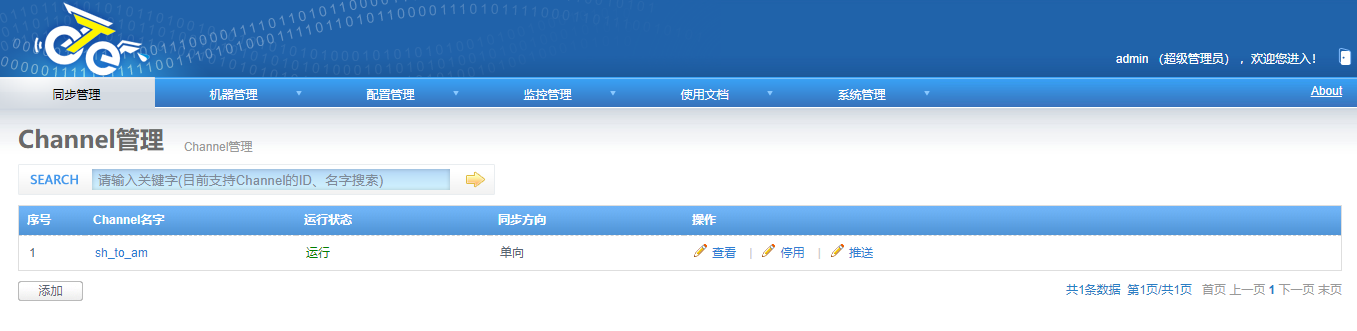 eTe
admin （超级管理员），欢迎您进入！
同步管理 机器管理 配置管理 监控管理 使用文档 系统管理 About
Channel管理 Channel管理
SEARCH 请输入关键字(目前支持Channel的ID、名字搜索)
序号 Channel名字 运行状态 同步方向 操作
1 sh_to_am 运行 单向 查看 | 停用 | 推送
添加 共1条数据 第1页/共1页 首页 上一页 1 下一页 末页